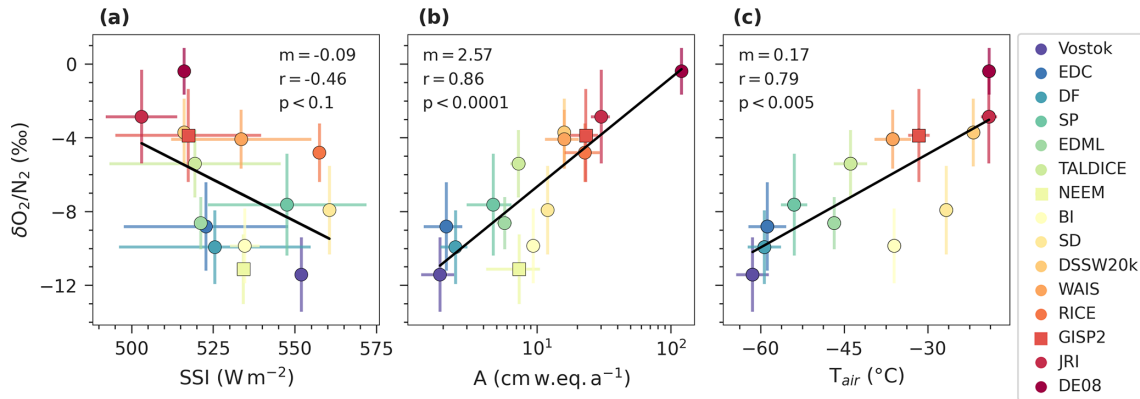 (a)
(b)
(c)
m=-0.09
r=-0.46
p<0.1
m=2.57
r=0.86
p<0.0001
m=0.17
r=0.79
p<0.005
0
−4
−8
−12
δO₂/N₂ (‰)
500 525 550 575
SSI (W m⁻²)
10¹ 10²
A (cm w.eq. a⁻¹)
−60 −45 −30
Tₐᵢᵣ (°C)
Vostok
EDC
DF
SP
EDML
TALDICE
NEEM
BI
SD
DSSW20k
WAIS
RICE
GISP2
JRI
DE08